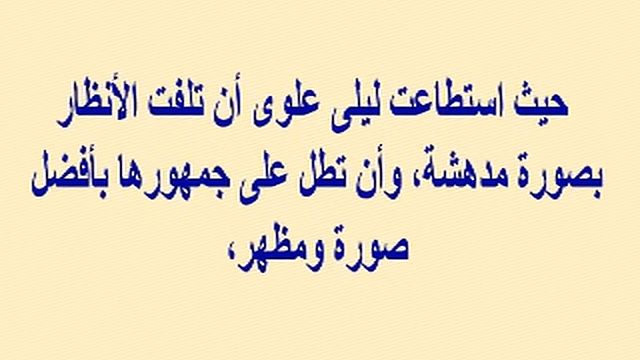 حيث استطاعت ليلى علوى أن تلفت الأنظار
بصورة مدهشة، وأن تطل على جمهورها بأفضل
صورة ومظهر،